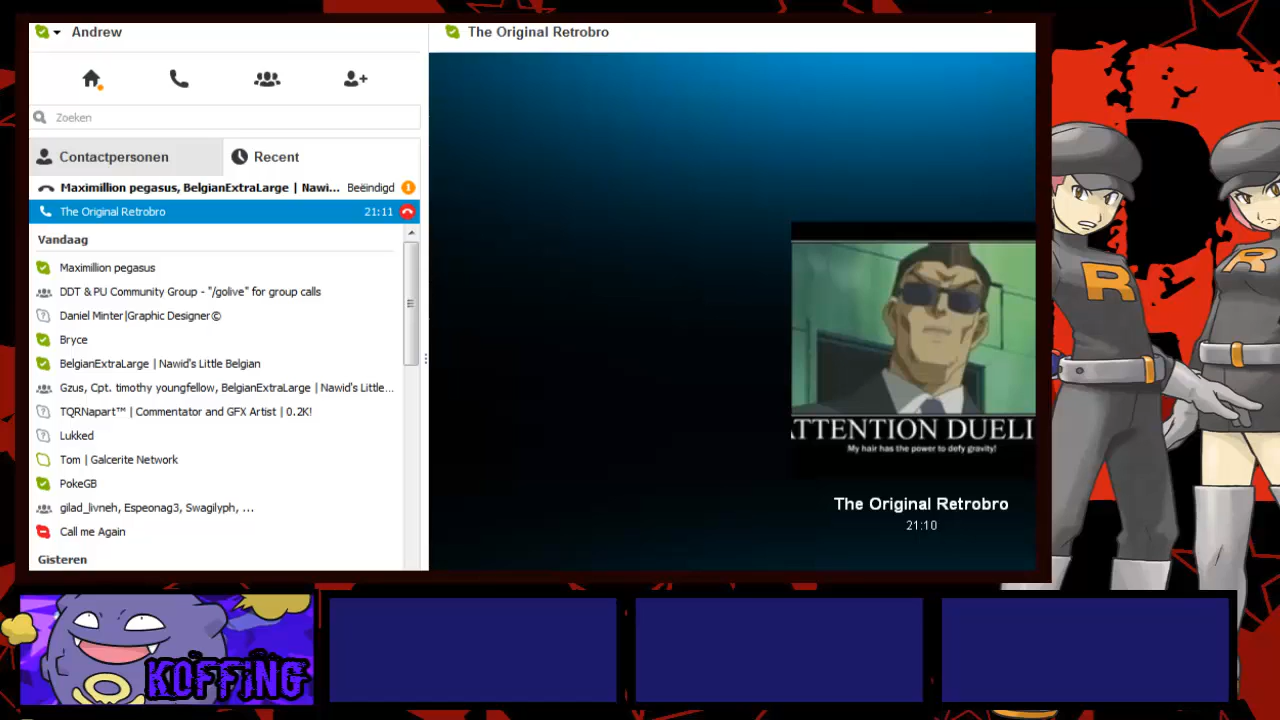 Andrew
The Original Retrobro
Zoeken
Contactpersonen
Recent
Maximillion pegasus, BelgianExtraLarge | Nawi... Beëindigd 1
The Original Retrobro 21:11
Vandaag
Maximillion pegasus
DDT & PU Community Group - "/golive" for group calls
Daniel Minter|Graphic Designer©
Bryce
BelgianExtraLarge | Nawid's Little Belgian
Gzus, Cpt. timothy youngfellow, BelgianExtraLarge | Nawid's Little...
TQRNapart™ | Commentator and GFX Artist | 0.2K!
Lukked
Tom | Galcerite Network
PokeGB
gilad_livneh, Espeonag3, Swagilyph, ...
Call me Again
Gisteren
ATTENTION DUELI
My hair has the power to defy gravity!
The Original Retrobro
21:10
R
R
KOFFING